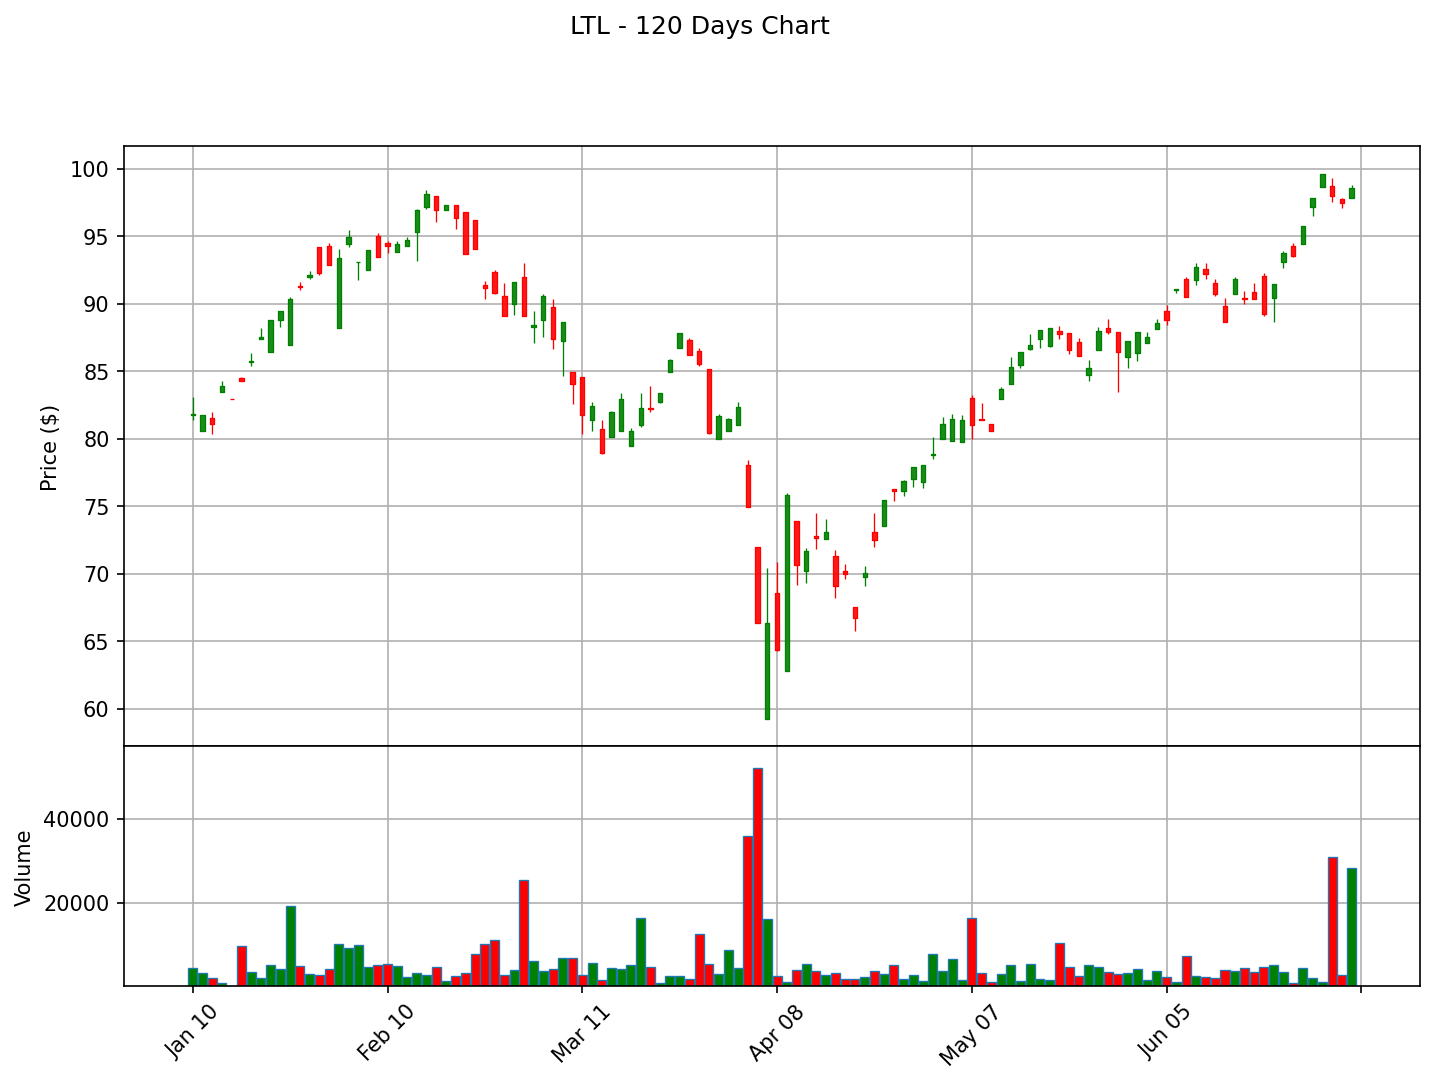 LTL - 120 Days Chart
100
95
90
85
80
75
70
65
60
Price ($)
40000
20000
Volume
Jan 10
Feb 10
Mar 11
Apr 08
May 07
Jun 05